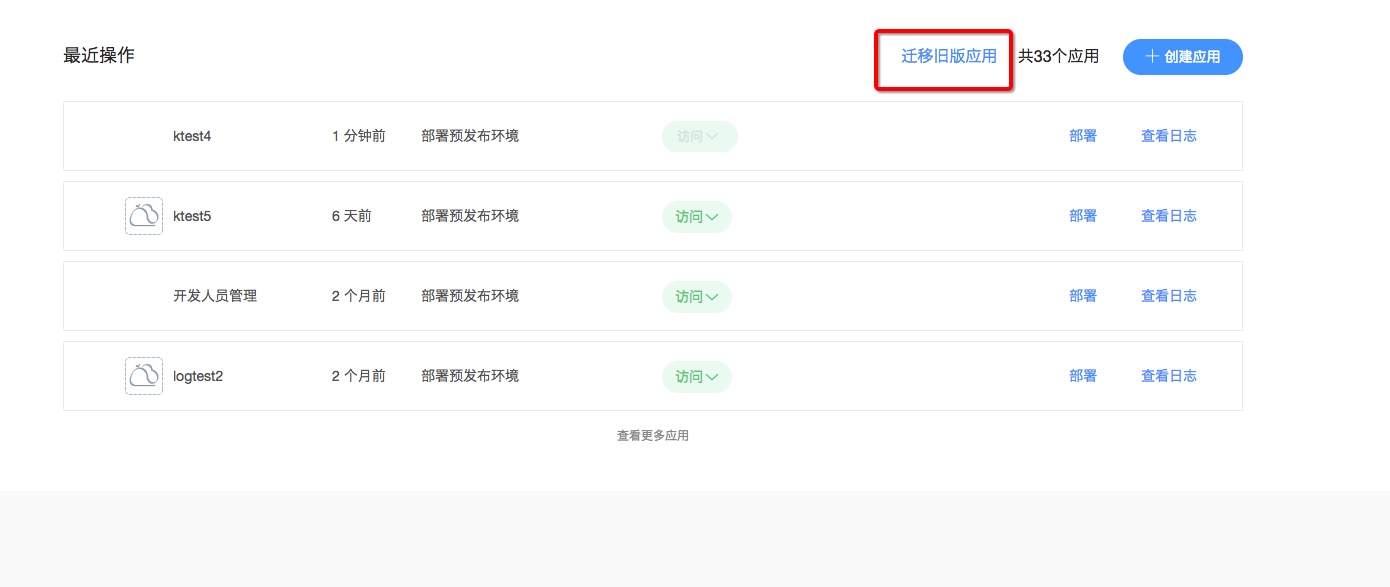 最近操作 迁移旧版应用 共33个应用 创建应用
ktest4 1 分钟前 部署预发布环境 访问 部署 查看日志
ktest5 6 天前 部署预发布环境 访问 部署 查看日志
开发人员管理 2 个月前 部署预发布环境 访问 部署 查看日志
logtest2 2 个月前 部署预发布环境 访问 部署 查看日志
查看更多应用